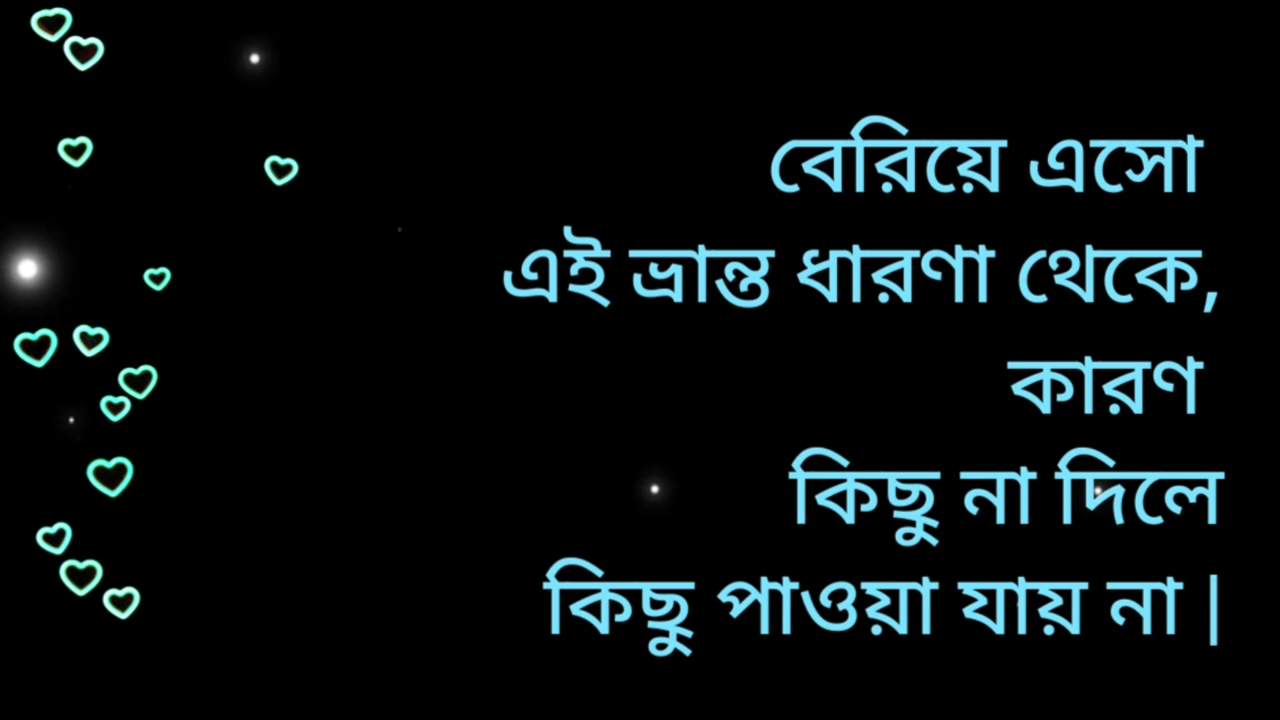 বেরিয়ে এসো
এই ভ্রান্ত ধারণা থেকে,
কারণ
কিছু না দিলে
কিছু পাওয়া যায় না |